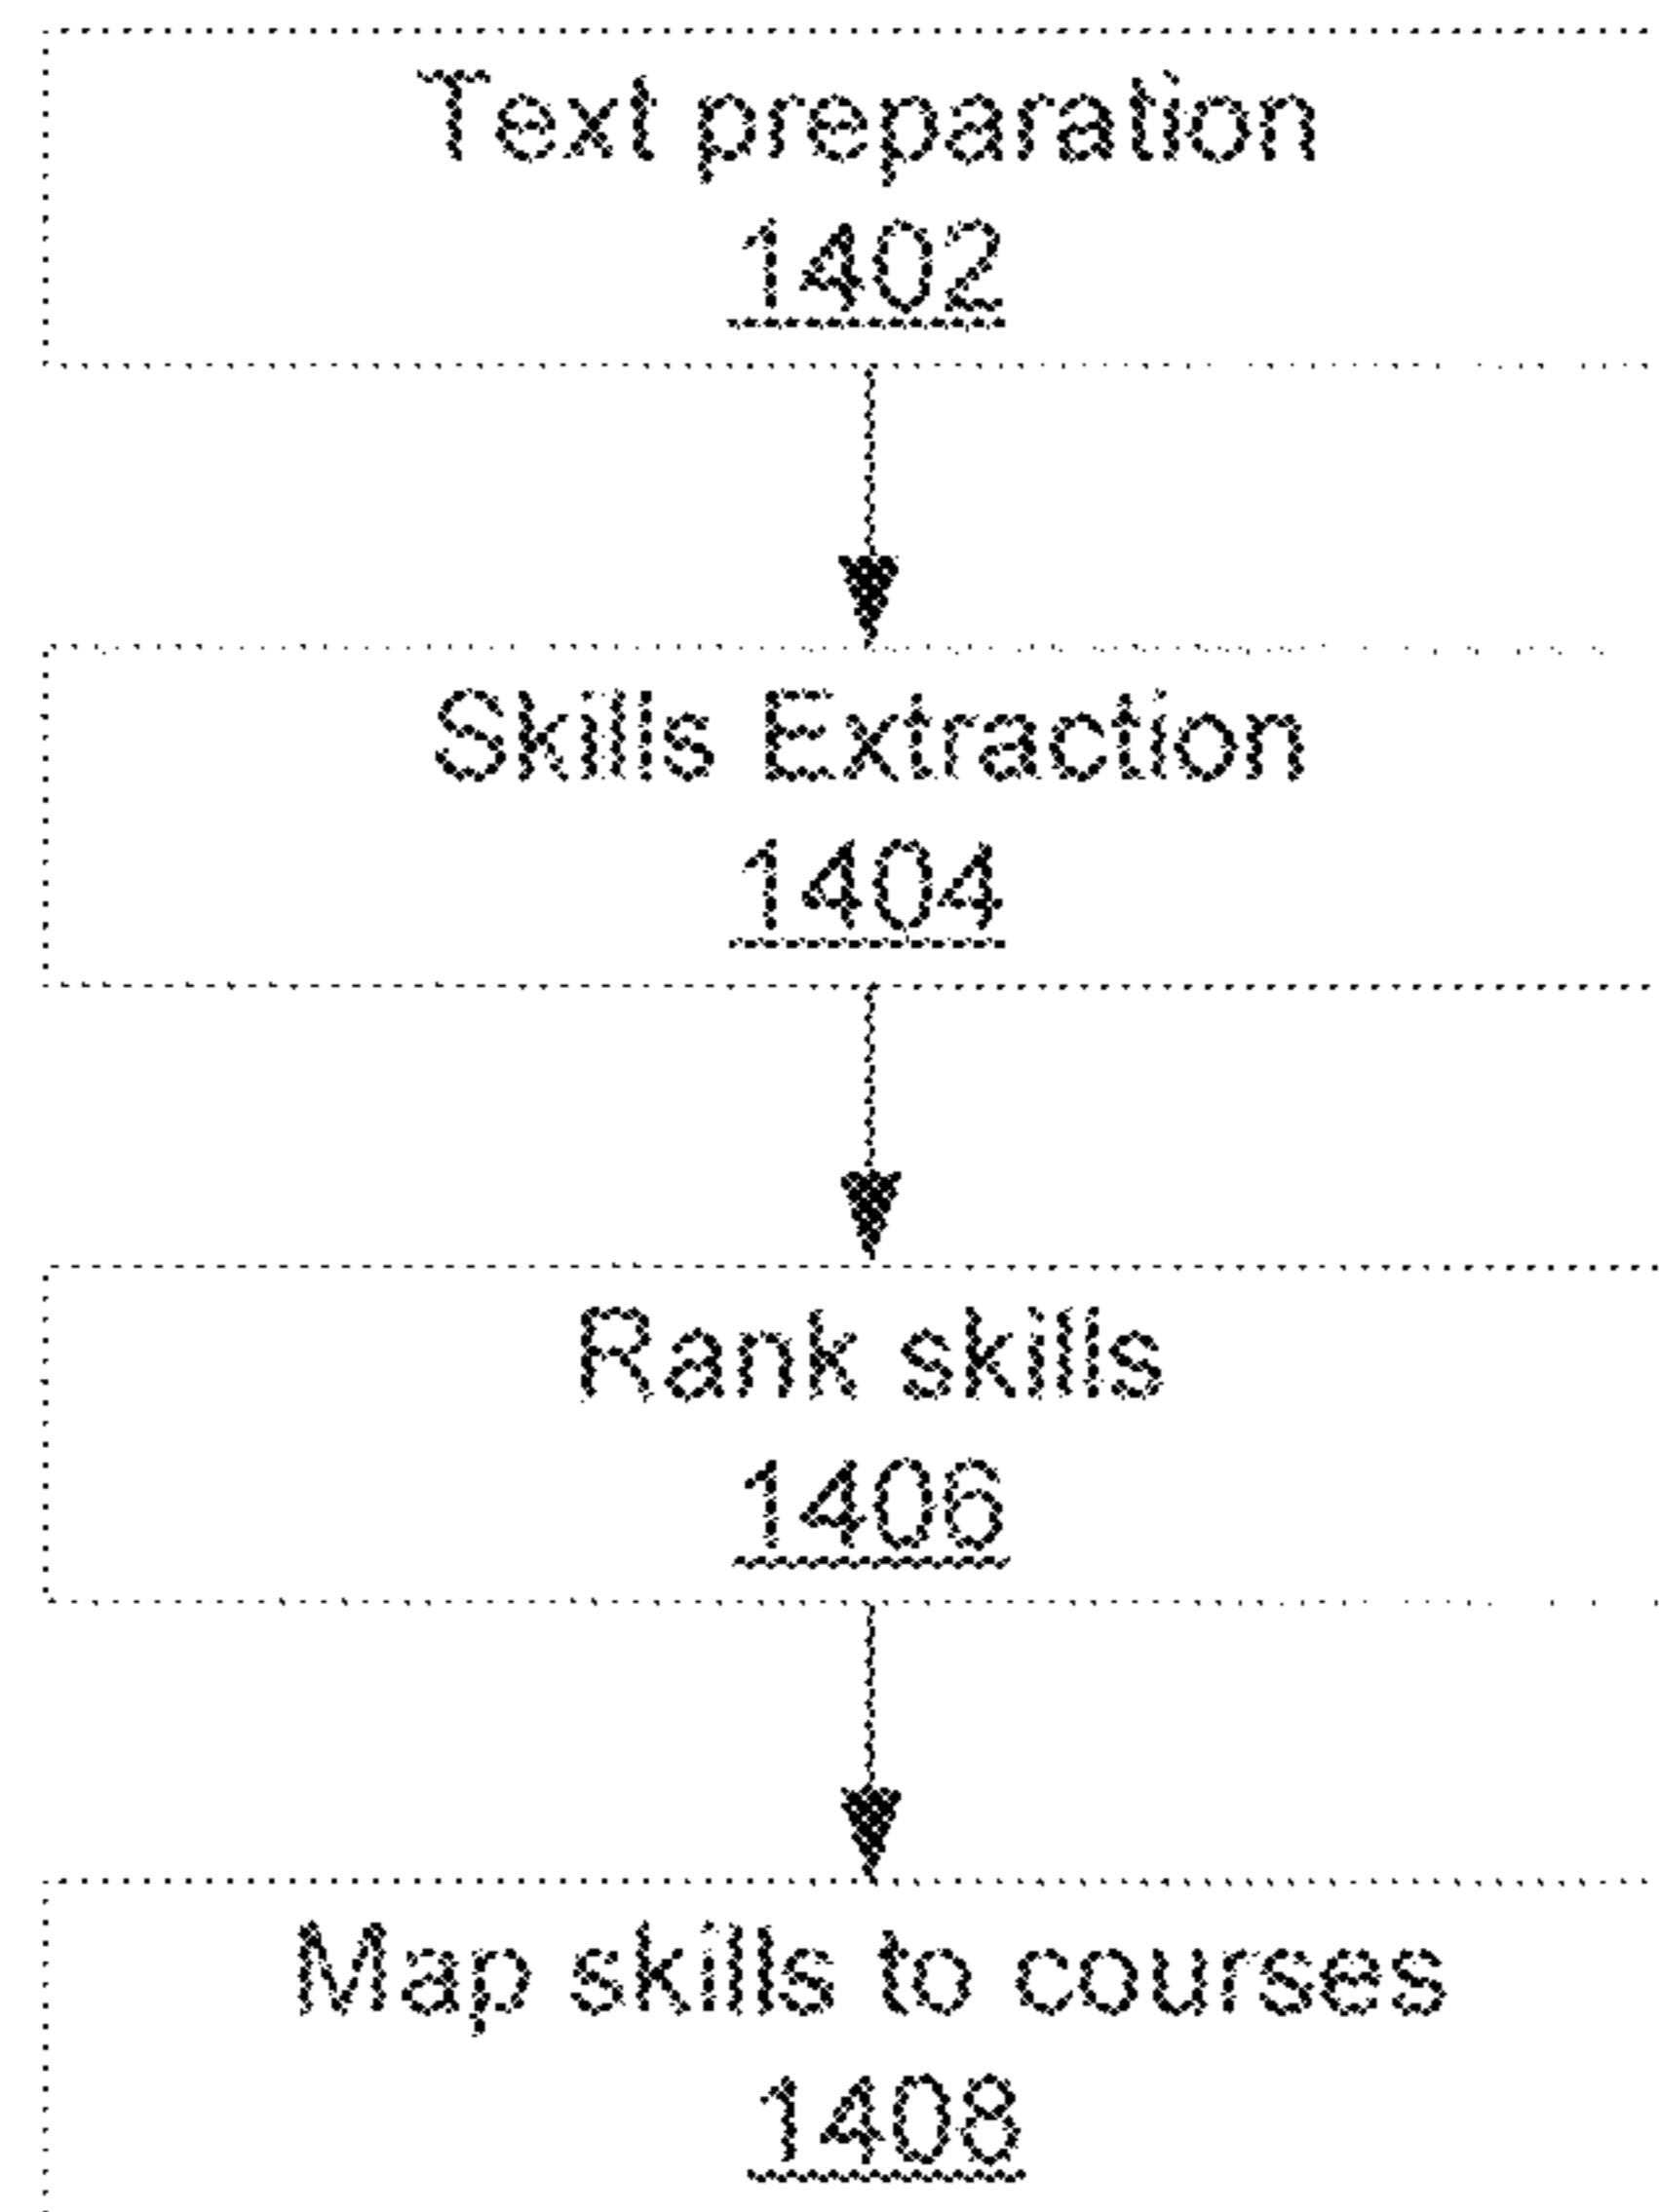 Text preparation
1402
Skills Extraction
1404
Rank skills
1406
Map skills to courses
1408